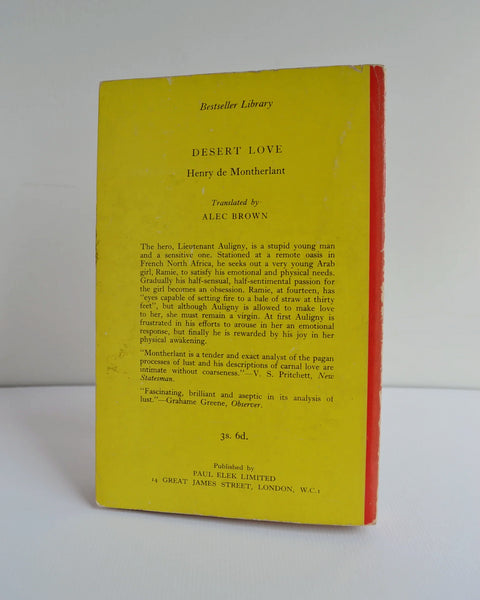 Bestseller Library
DESERT LOVE
Henry de Montherlant
Translated by
ALEC BROWN
The hero, Lieutenant Auligny, is a stupid young man
and a sensitive one. Stationed at a remote oasis in
French North Africa, he seeks out a very young Arab
girl, Ramie, to satisfy his emotional and physical needs.
Gradually his half-sensual, half-sentimental passion for
the girl becomes an obsession. Ramie, at fourteen, has
"eyes capable of setting fire to a bale of straw at thirty
feet", but although Auligny is allowed to make love
to her, she must remain a virgin. At first Auligny is
frustrated in his efforts to arouse in her an emotional
response, but finally he is rewarded by his joy in her
physical awakening.
"Montherlant is a tender and exact analyst of the pagan
processes of lust and his descriptions of carnal love are
intimate without coarseness."—V. S. Pritchett, New
Statesman.
"Fascinating, brilliant and aseptic in its analysis of
lust."—Grahame Greene, Observer.
3s. 6d.
Published by
PAUL ELEK LIMITED
14 GREAT JAMES STREET, LONDON, W.C.1